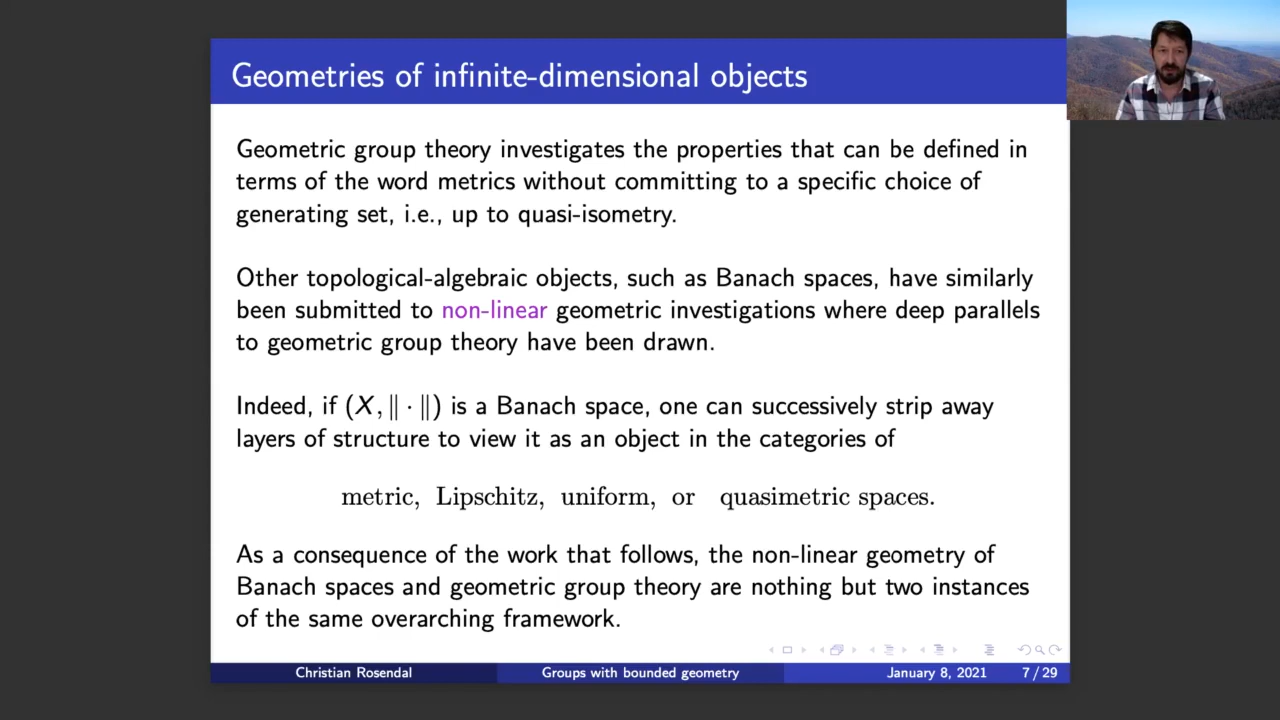 Geometries of infinite-dimensional objects
Geometric group theory investigates the properties that can be defined in
terms of the word metrics without committing to a specific choice of
generating set, i.e., up to quasi-isometry.
Other topological-algebraic objects, such as Banach spaces, have similarly
been submitted to non-linear geometric investigations where deep parallels
to geometric group theory have been drawn.
Indeed, if (X, ‖ · ‖) is a Banach space, one can successively strip away
layers of structure to view it as an object in the categories of
metric, Lipschitz, uniform, or quasimetric spaces.
As a consequence of the work that follows, the non-linear geometry of
Banach spaces and geometric group theory are nothing but two instances
of the same overarching framework.
Christian Rosendal Groups with bounded geometry January 8, 2021 7 / 29